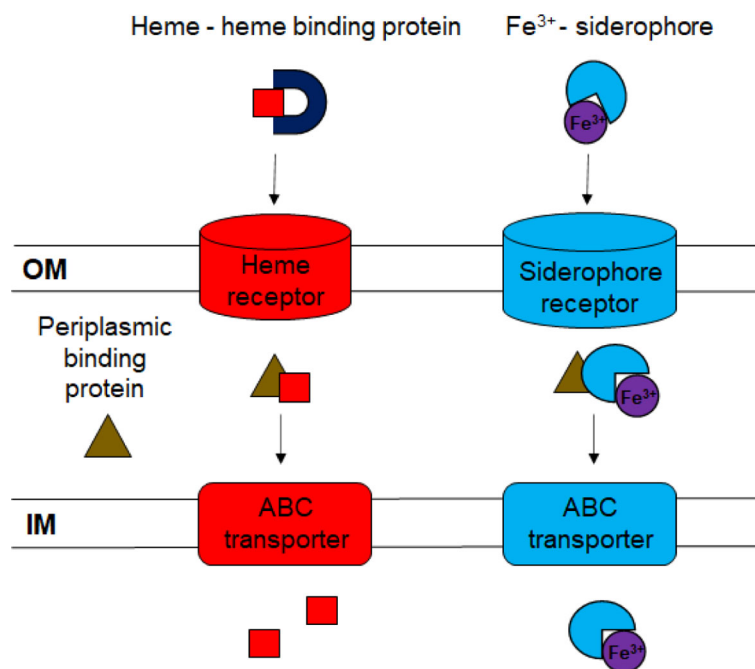 Heme - heme binding protein
Fe³⁺ - siderophore
Fe³⁺
OM
Heme
receptor
Siderophore
receptor
Periplasmic
binding
protein
Fe³⁺
IM
ABC
transporter
ABC
transporter
Fe³⁺